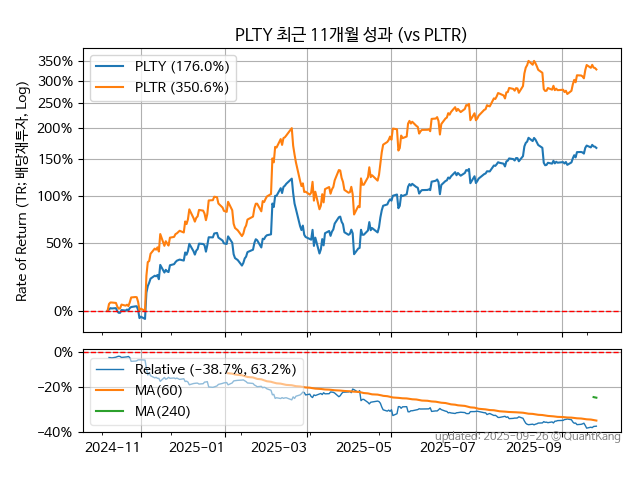 PLTY 최근 11개월 성과 (vs PLTR)
Rate of Return (TR: 배당재투자, Log)
350%
300%
250%
200%
150%
100%
50%
0%
PLTY (176.0%)
PLTR (350.6%)
0%
−20%
−40%
Relative (−38.7%, 63.2%)
MA(60)
MA(240)
updated: 2025-09-26 © QuantKang
2024−11
2025−01
2025−03
2025−05
2025−07
2025−09